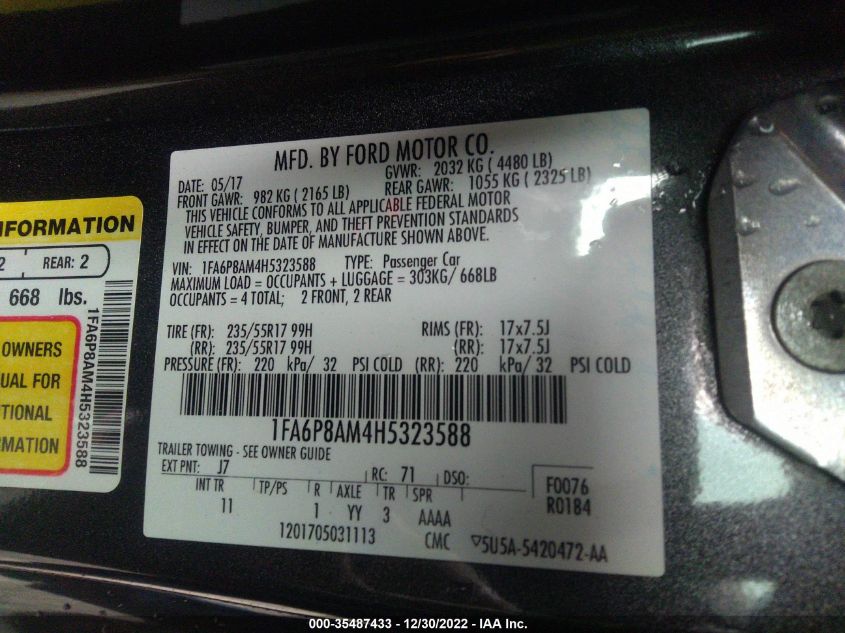 MFD. BY FORD MOTOR CO.
DATE: 05/17
GVWR: 2032 KG ( 4480 LB)
FRONT GAWR: 982 KG ( 2165 LB)
REAR GAWR: 1055 KG ( 2325 LB)
THIS VEHICLE CONFORMS TO ALL APPLICABLE FEDERAL MOTOR
VEHICLE SAFETY, BUMPER, AND THEFT PREVENTION STANDARDS
IN EFFECT ON THE DATE OF MANUFACTURE SHOWN ABOVE.
VIN: 1FA6P8AM4H5323588 TYPE: Passenger Car
MAXIMUM LOAD = OCCUPANTS + LUGGAGE = 303KG/ 668LB
OCCUPANTS = 4 TOTAL; 2 FRONT, 2 REAR
TIRE (FR): 235/55R17 99H RIMS (FR): 17x7.5J
(RR): 235/55R17 99H (RR): 17x7.5J
PRESSURE (FR): 220 kPa/ 32 PSI COLD (RR): 220 kPa/ 32 PSI COLD
1FA6P8AM4H5323588
TRAILER TOWING - SEE OWNER GUIDE
EXT PNT: J7 RC: 71 DSO:
INT TR TP/PS R AXLE TR SPR
11 1 YY 3 AAAA
F0076
R0184
1201705031113 CMC ▽5U5A-5420472-AA
INFORMATION
2 REAR: 2
668 lbs.
OWNERS
UAL FOR
TIONAL
RMATION
1FA6P8AM4H5323588
000-35487433 - 12/30/2022 - IAA Inc.